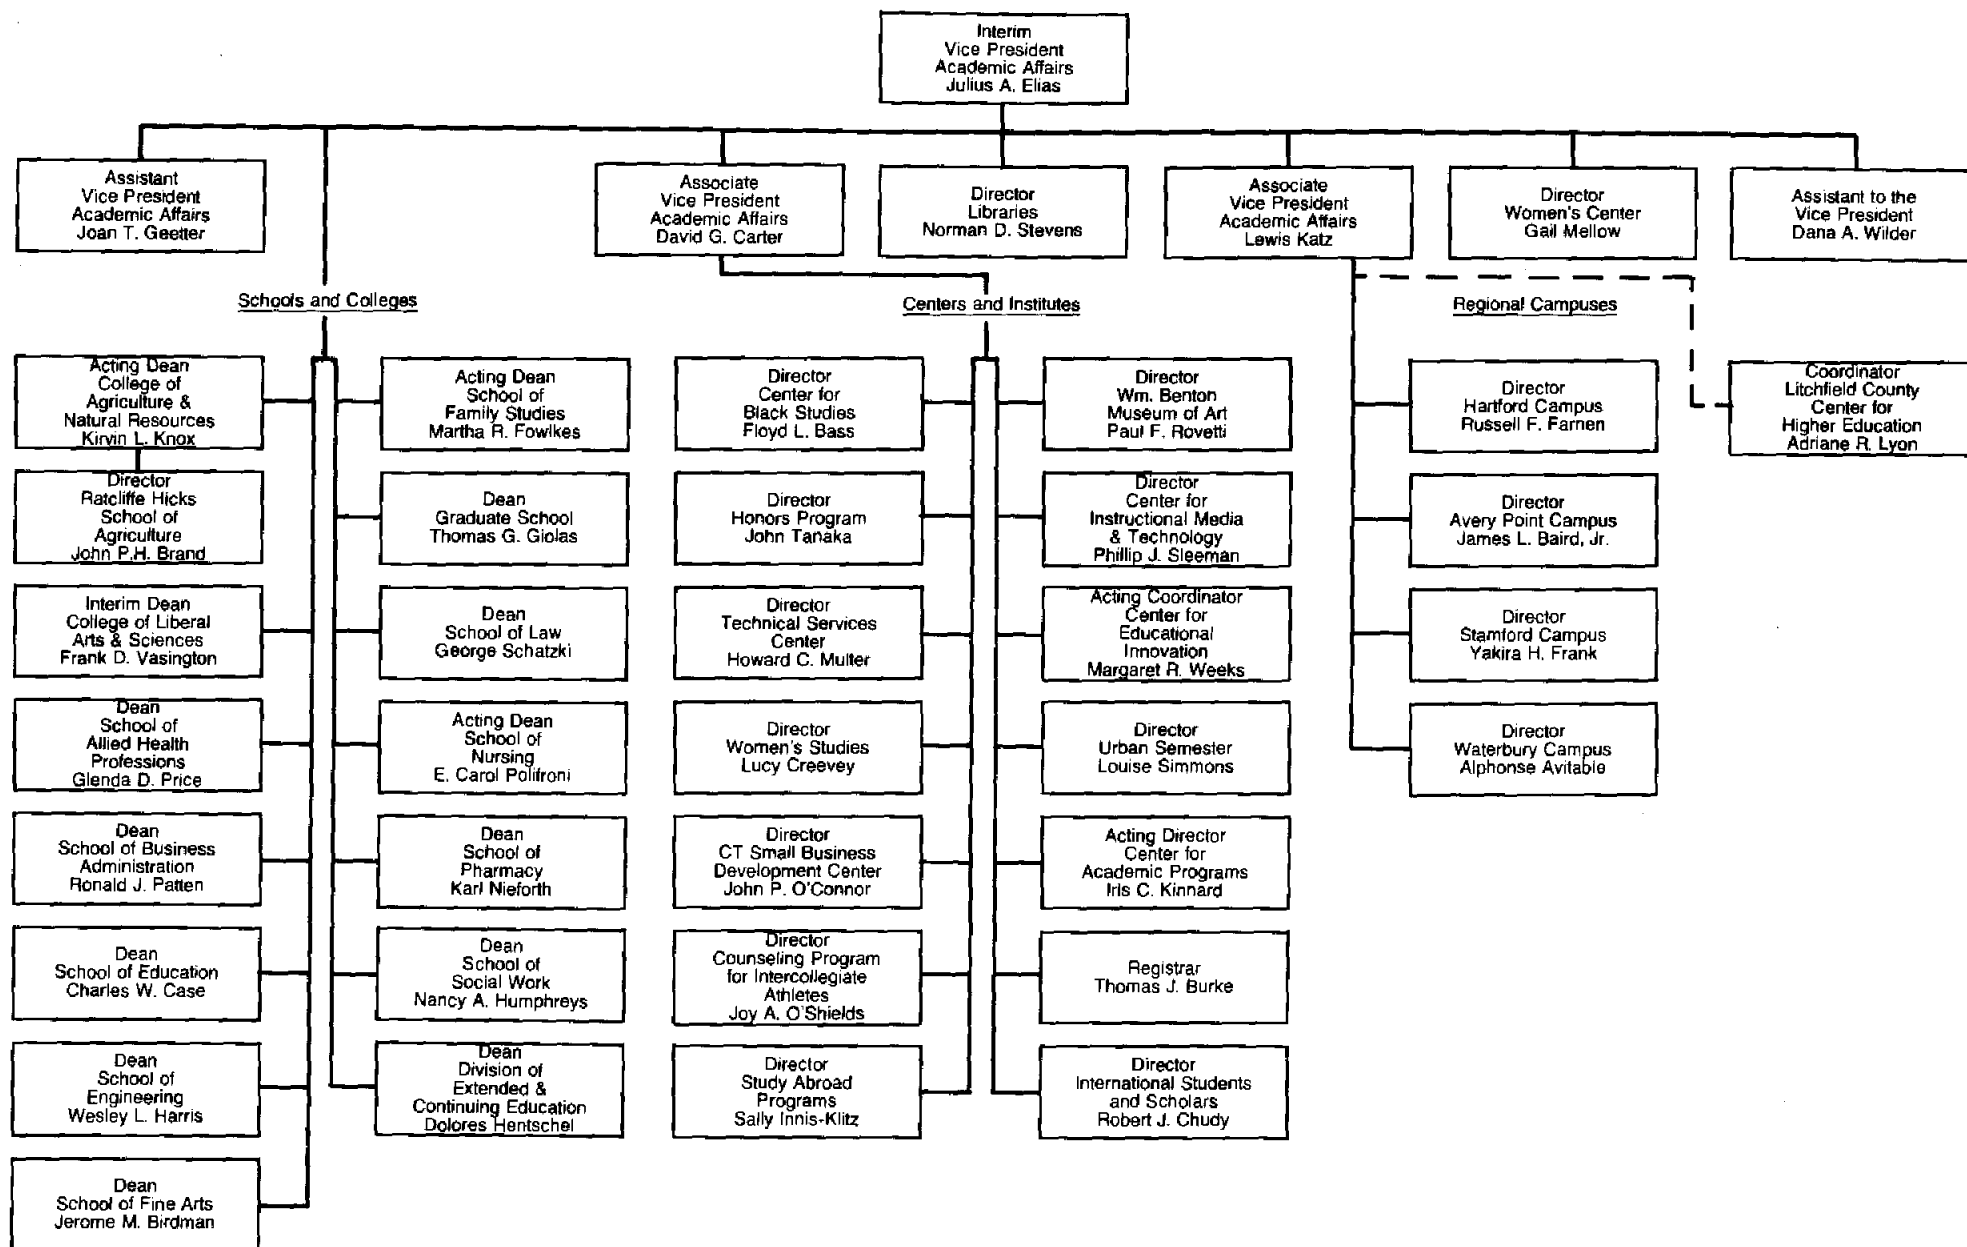 Interim
Vice President
Academic Affairs
Julius A. Elias
Assistant
Vice President
Academic Affairs
Joan T. Geetter
Associate
Vice President
Academic Affairs
David G. Carter
Director
Libraries
Norman D. Stevens
Associate
Vice President
Academic Affairs
Lewis Katz
Director
Women's Center
Gail Mellow
Assistant to the
Vice President
Dana A. Wilder
Schools and Colleges
Acting Dean
College of
Agriculture &
Natural Resources
Kirvin L. Knox
Director
Ratcliffe Hicks
School of
Agriculture
John P.H. Brand
Interim Dean
College of Liberal
Arts & Sciences
Frank D. Vasington
Dean
School of
Allied Health
Professions
Glenda D. Price
Dean
School of Business
Administration
Ronald J. Patten
Dean
School of Education
Charles W. Case
Dean
School of
Engineering
Wesley L. Harris
Dean
School of Fine Arts
Jerome M. Birdman
Acting Dean
School of
Family Studies
Martha R. Fowlkes
Dean
Graduate School
Thomas G. Giolas
Dean
School of Law
George Schatzki
Acting Dean
School of
Nursing
E. Carol Polifroni
Dean
School of
Pharmacy
Karl Nieforth
Dean
School of
Social Work
Nancy A. Humphreys
Dean
Division of
Extended &
Continuing Education
Dolores Hentschel
Centers and Institutes
Director
Center for
Black Studies
Floyd L. Bass
Director
Honors Program
John Tanaka
Director
Technical Services
Center
Howard C. Multer
Director
Women's Studies
Lucy Creevey
Director
CT Small Business
Development Center
John P. O'Connor
Director
Counseling Program
for Intercollegiate
Athletes
Joy A. O'Shields
Director
Study Abroad
Programs
Sally Innis-Klitz
Director
Wm. Benton
Museum of Art
Paul F. Rovetti
Director
Center for
Instructional Media
& Technology
Phillip J. Sleeman
Acting Coordinator
Center for
Educational
Innovation
Margaret R. Weeks
Director
Urban Semester
Louise Simmons
Acting Director
Center for
Academic Programs
Iris C. Kinnard
Registrar
Thomas J. Burke
Director
International Students
and Scholars
Robert J. Chudy
Regional Campuses
Director
Hartford Campus
Russell F. Farnen
Director
Avery Point Campus
James L. Baird, Jr.
Director
Stamford Campus
Yakira H. Frank
Director
Waterbury Campus
Alphonse Avitabile
Coordinator
Litchfield County
Center for
Higher Education
Adriane R. Lyon